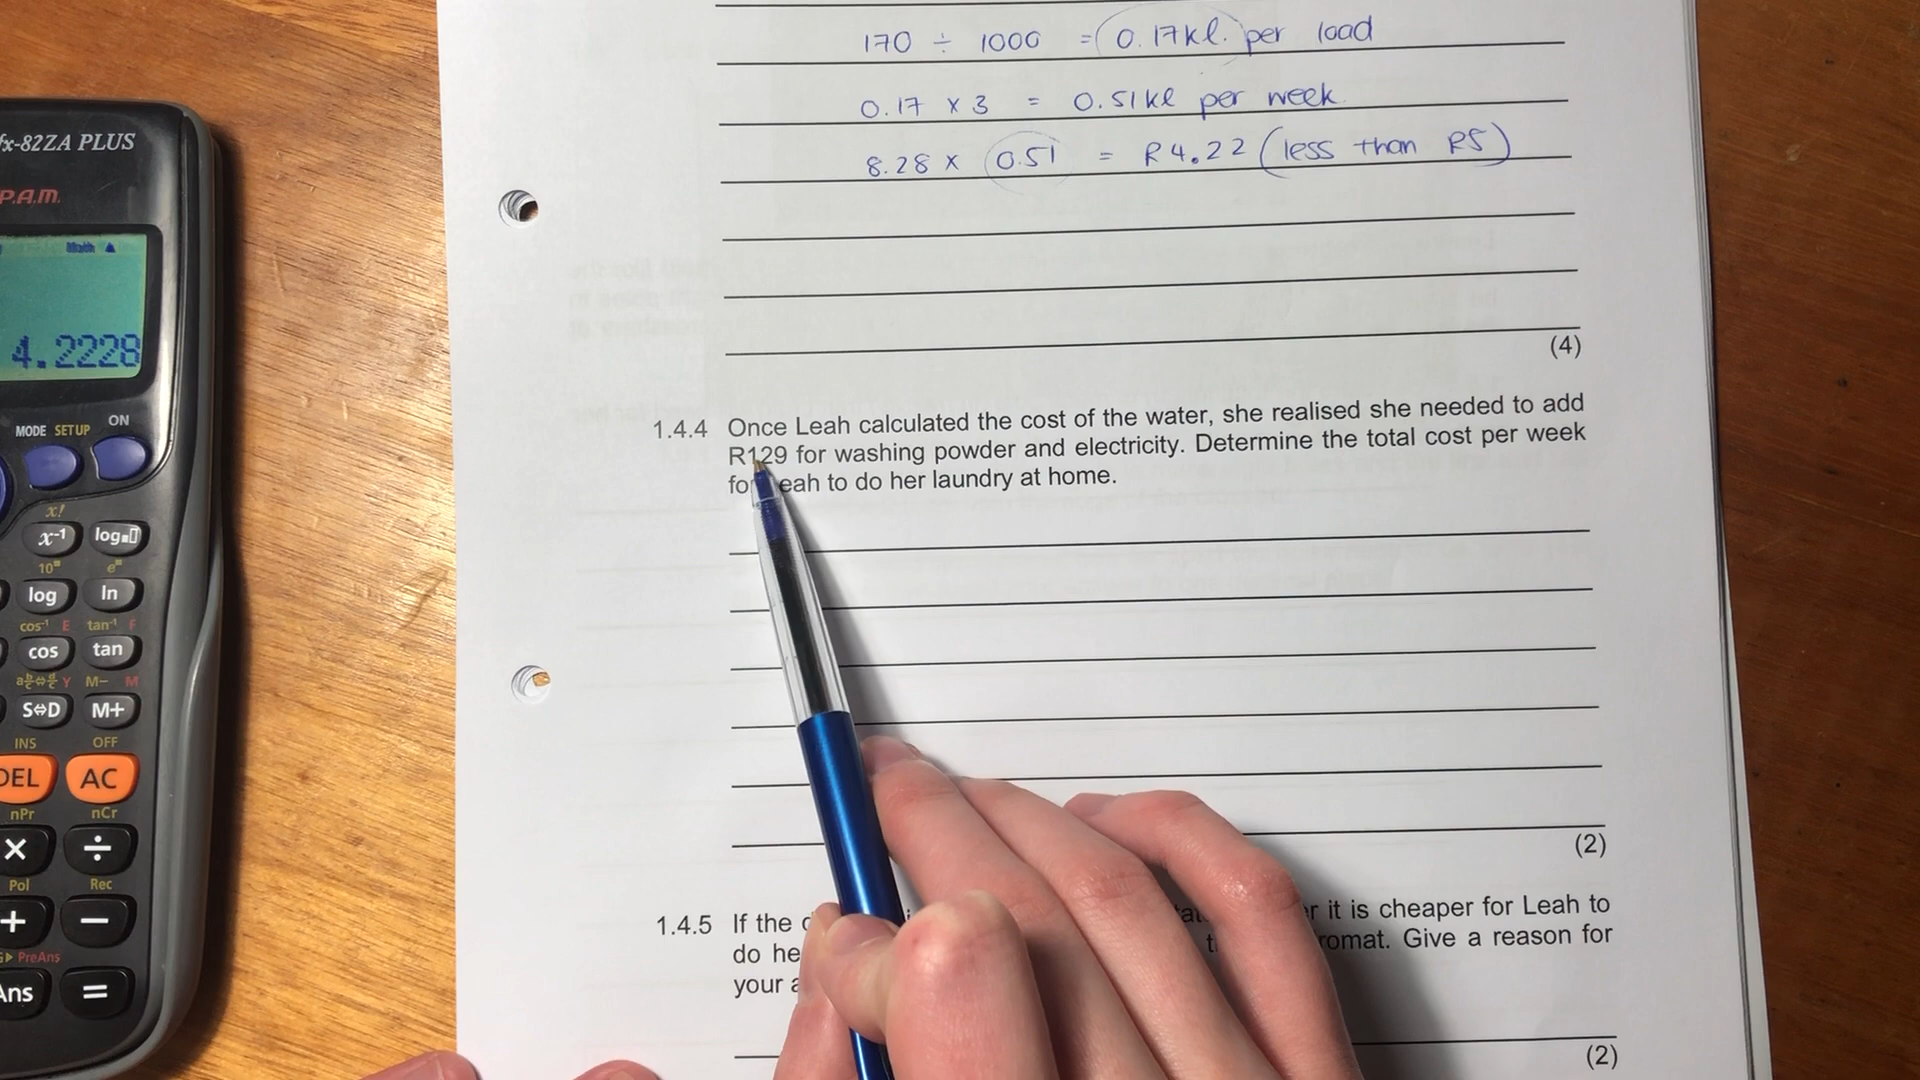 170 ÷ 1000 = 0.17kl. per load
0.17 x 3 = 0.51kl per week
8.28 x 0.51 = R4.22 (less than R5)
(4)
1.4.4 Once Leah calculated the cost of the water, she realised she needed to add
R129 for washing powder and electricity. Determine the total cost per week
for Leah to do her laundry at home.
(2)
1.4.5 If the it is cheaper for Leah to
do he Give a reason for
your
(2)
fx-82ZA PLUS
V.P.A.M.
Math ▲
4.2228
MODE SETUP ON
x!
x⁻¹ log
10■ e■
log ln
cos⁻¹ E tan⁻¹ F
cos tan
Y M– M
S⇔D M+
INS OFF
DEL AC
nPr nCr
× ÷
Pol Rec
+ −
PreAns
Ans =